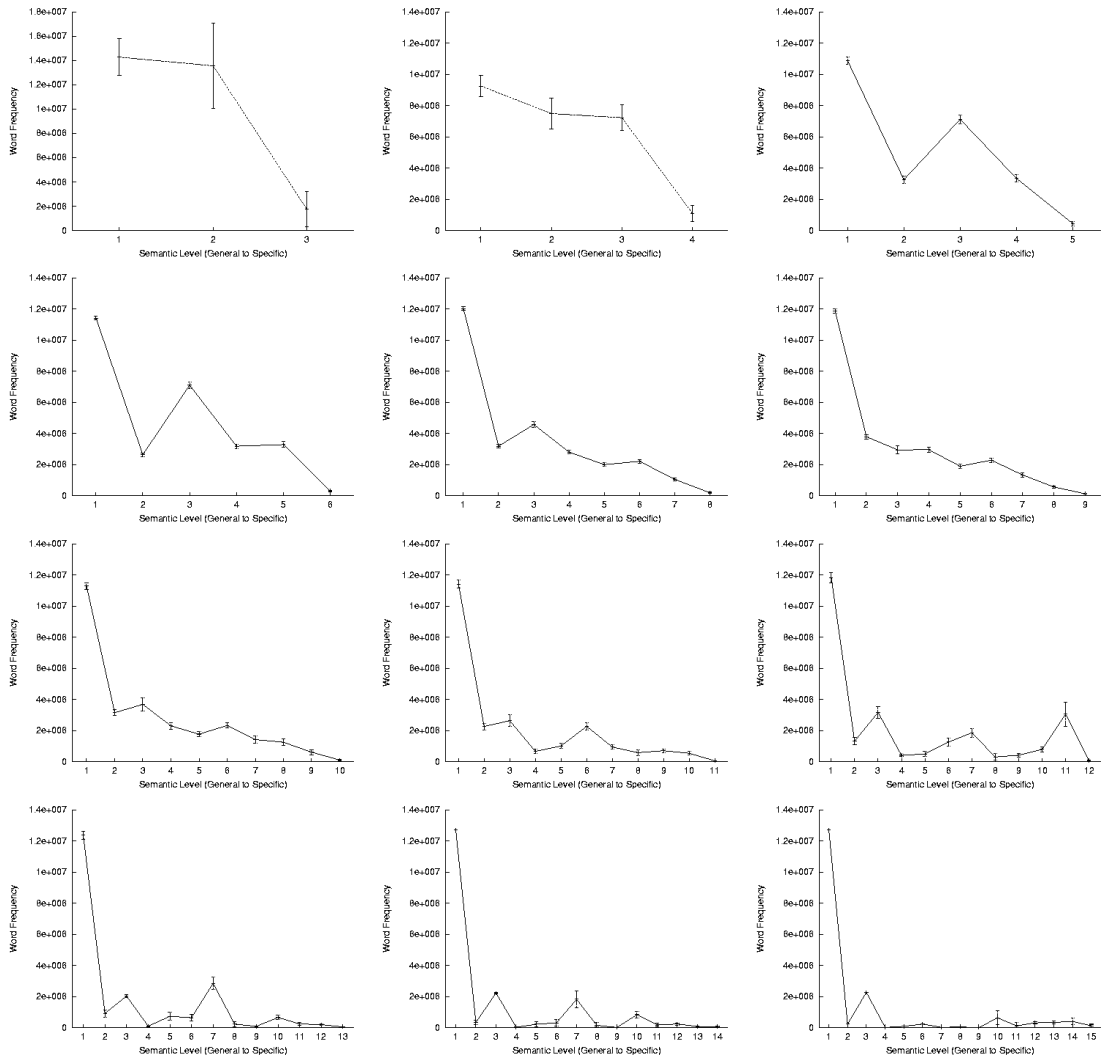 1.8e+007
1.6e+007
1.4e+007
1.2e+007
1e+007
8e+006
6e+006
4e+006
2e+006
0
Word Frequency
1 2 3
Semantic Level (General to Specific)
1.4e+007
1.2e+007
1e+007
8e+006
6e+006
4e+006
2e+006
0
Word Frequency
1 2 3 4
Semantic Level (General to Specific)
1.4e+007
1.2e+007
1e+007
8e+006
6e+006
4e+006
2e+006
0
Word Frequency
1 2 3 4 5
Semantic Level (General to Specific)
1.4e+007
1.2e+007
1e+007
8e+006
6e+006
4e+006
2e+006
0
Word Frequency
1 2 3 4 5 6
Semantic Level (General to Specific)
1.4e+007
1.2e+007
1e+007
8e+006
6e+006
4e+006
2e+006
0
Word Frequency
1 2 3 4 5 6 7 8
Semantic Level (General to Specific)
1.4e+007
1.2e+007
1e+007
8e+006
6e+006
4e+006
2e+006
0
Word Frequency
1 2 3 4 5 6 7 8 9
Semantic Level (General to Specific)
1.4e+007
1.2e+007
1e+007
8e+006
6e+006
4e+006
2e+006
0
Word Frequency
1 2 3 4 5 6 7 8 9 10
Semantic Level (General to Specific)
1.4e+007
1.2e+007
1e+007
8e+006
6e+006
4e+006
2e+006
0
Word Frequency
1 2 3 4 5 6 7 8 9 10 11
Semantic Level (General to Specific)
1.4e+007
1.2e+007
1e+007
8e+006
6e+006
4e+006
2e+006
0
Word Frequency
1 2 3 4 5 6 7 8 9 10 11 12
Semantic Level (General to Specific)
1.4e+007
1.2e+007
1e+007
8e+006
6e+006
4e+006
2e+006
0
Word Frequency
1 2 3 4 5 6 7 8 9 10 11 12 13
Semantic Level (General to Specific)
1.4e+007
1.2e+007
1e+007
8e+006
6e+006
4e+006
2e+006
0
Word Frequency
1 2 3 4 5 6 7 8 9 10 11 12 13 14
Semantic Level (General to Specific)
1.4e+007
1.2e+007
1e+007
8e+006
6e+006
4e+006
2e+006
0
Word Frequency
1 2 3 4 5 6 7 8 9 10 11 12 13 14 15
Semantic Level (General to Specific)